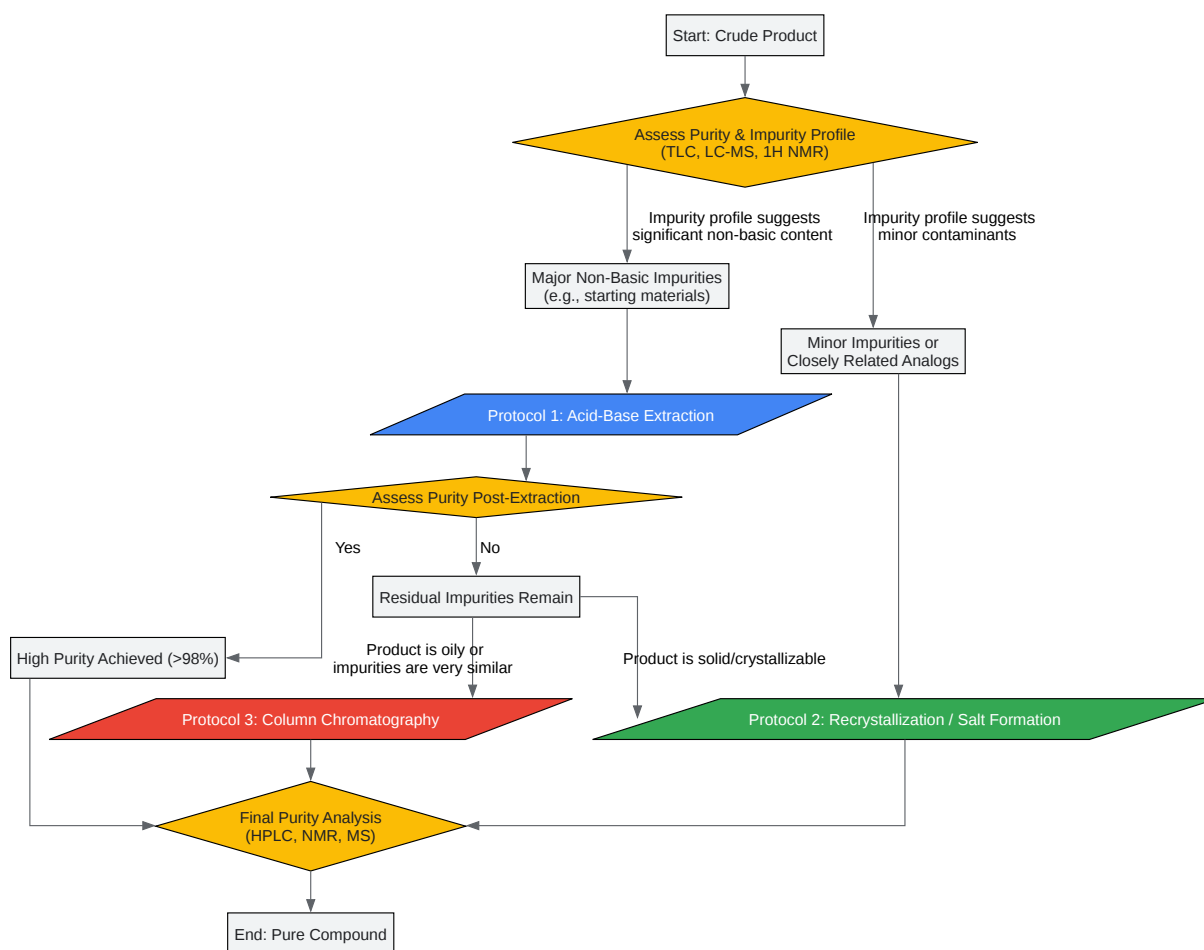 Start: Crude Product
Assess Purity & Impurity Profile
(TLC, LC-MS, 1H NMR)
Impurity profile suggests
significant non-basic content
Impurity profile suggests
minor contaminants
Major Non-Basic Impurities
(e.g., starting materials)
Minor Impurities or
Closely Related Analogs
Protocol 1: Acid-Base Extraction
Assess Purity Post-Extraction
Yes
No
Residual Impurities Remain
High Purity Achieved (>98%)
Product is oily or
impurities are very similar
Product is solid/crystallizable
Protocol 3: Column Chromatography
Protocol 2: Recrystallization / Salt Formation
Final Purity Analysis
(HPLC, NMR, MS)
End: Pure Compound